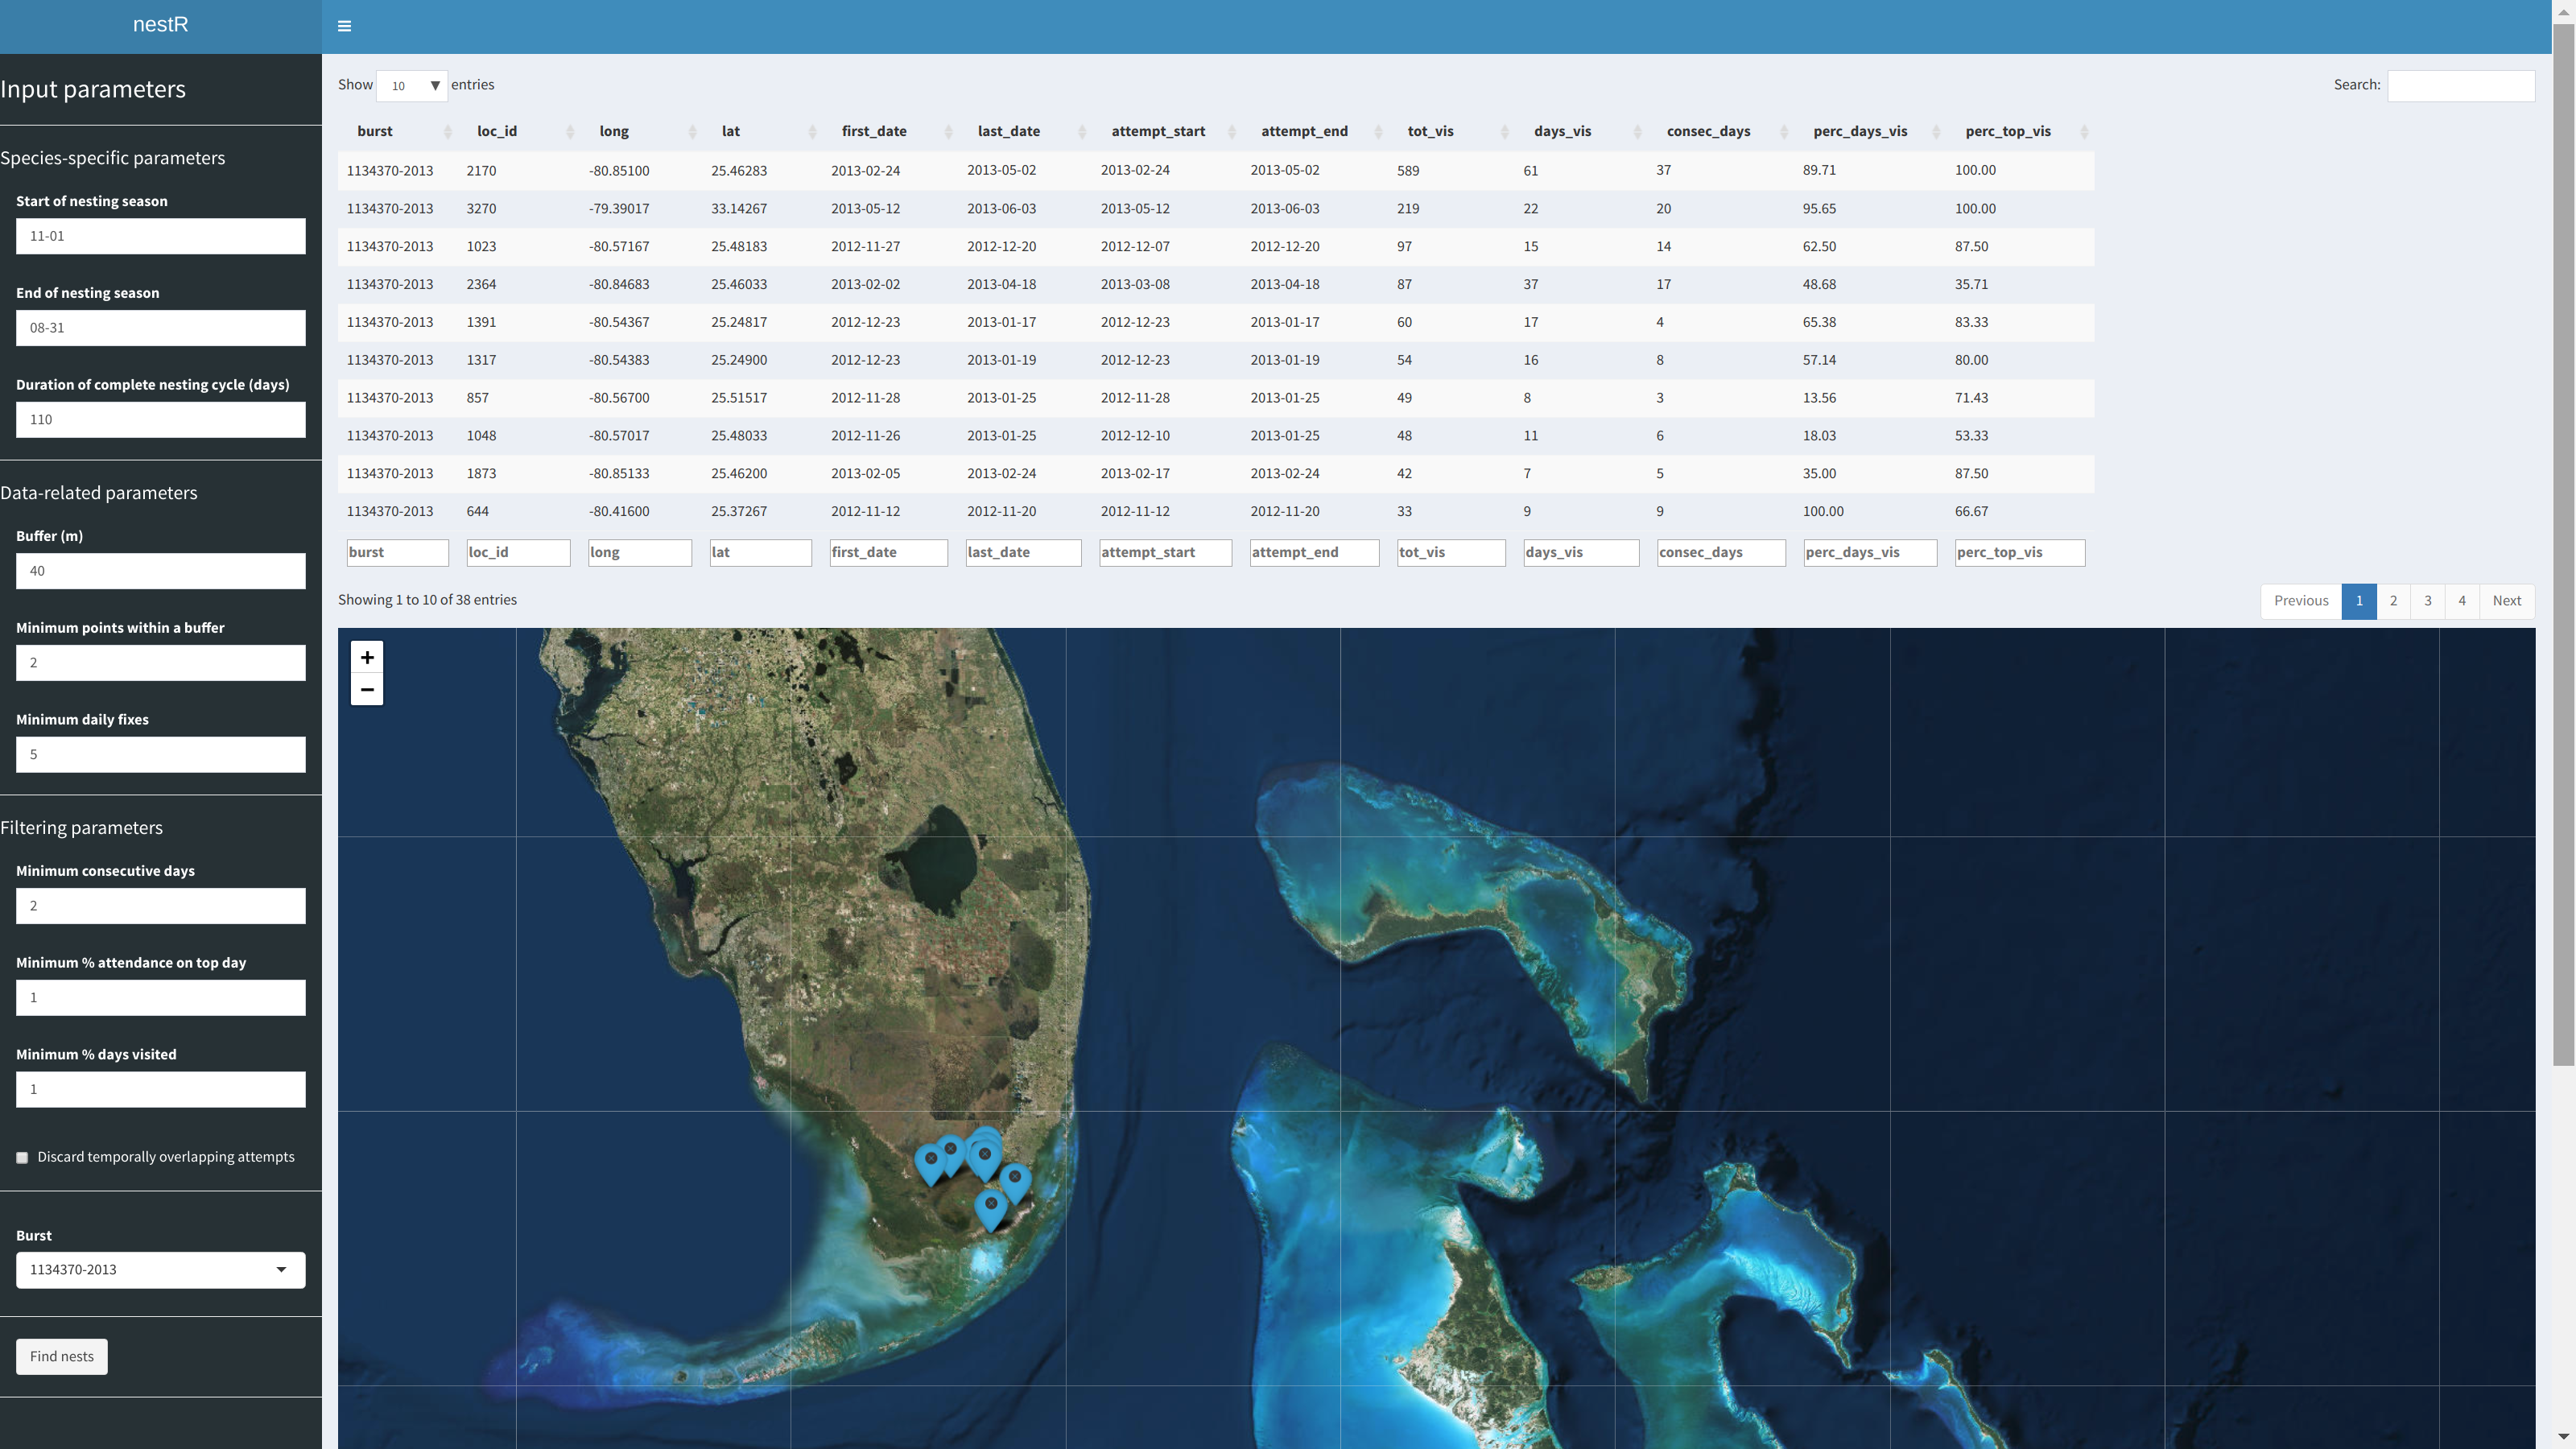 nestR
Input parameters
Species-specific parameters
Start of nesting season
11-01
End of nesting season
08-31
Duration of complete nesting cycle (days)
110
Data-related parameters
Buffer (m)
40
Minimum points within a buffer
2
Minimum daily fixes
5
Filtering parameters
Minimum consecutive days
2
Minimum % attendance on top day
1
Minimum % days visited
1
Discard temporally overlapping attempts
Burst
1134370-2013
Find nests
Show 10 entries
Search:
burst loc_id long lat first_date last_date attempt_start attempt_end tot_vis days_vis consec_days perc_days_vis perc_top_vis
1134370-2013 2170 -80.85100 25.46283 2013-02-24 2013-05-02 2013-02-24 2013-05-02 589 61 37 89.71 100.00
1134370-2013 3270 -79.39017 33.14267 2013-05-12 2013-06-03 2013-05-12 2013-06-03 219 22 20 95.65 100.00
1134370-2013 1023 -80.57167 25.48183 2012-11-27 2012-12-20 2012-12-07 2012-12-20 97 15 14 62.50 87.50
1134370-2013 2364 -80.84683 25.46033 2013-02-02 2013-04-18 2013-03-08 2013-04-18 87 37 17 48.68 35.71
1134370-2013 1391 -80.54367 25.24817 2012-12-23 2013-01-17 2012-12-23 2013-01-17 60 17 4 65.38 83.33
1134370-2013 1317 -80.54383 25.24900 2012-12-23 2013-01-19 2012-12-23 2013-01-19 54 16 8 57.14 80.00
1134370-2013 857 -80.56700 25.51517 2012-11-28 2013-01-25 2012-11-28 2013-01-25 49 8 3 13.56 71.43
1134370-2013 1048 -80.57017 25.48033 2012-11-26 2013-01-25 2012-12-10 2013-01-25 48 11 6 18.03 53.33
1134370-2013 1873 -80.85133 25.46200 2013-02-05 2013-02-24 2013-02-17 2013-02-24 42 7 5 35.00 87.50
1134370-2013 644 -80.41600 25.37267 2012-11-12 2012-11-20 2012-11-12 2012-11-20 33 9 9 100.00 66.67
burst loc_id long lat first_date last_date attempt_start attempt_end tot_vis days_vis consec_days perc_days_vis perc_top_vis
Showing 1 to 10 of 38 entries
Previous 1 2 3 4 Next
+
−